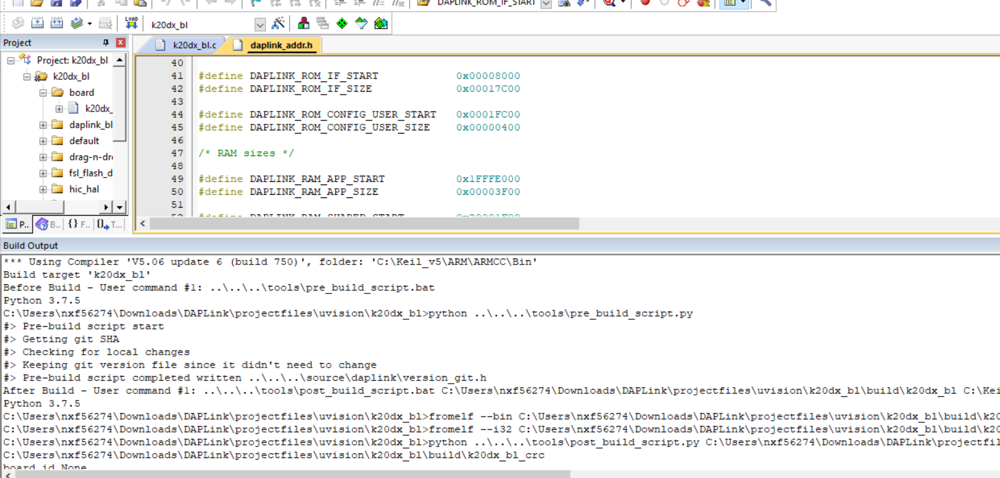 DAPLINK_ROM_IF_START
LOAD
k20dx_bl
Project
k20dx_bl.c
daplink_addr.h
Project: k20dx_bl
k20dx_bl
board
k20dx_
daplink_bl
default
drag-n-dr
fsl_flash_d
hic_hal
P..
B..
{} F..
T...
40
41 #define DAPLINK_ROM_IF_START 0x00008000
42 #define DAPLINK_ROM_IF_SIZE 0x00017C00
43
44 #define DAPLINK_ROM_CONFIG_USER_START 0x0001FC00
45 #define DAPLINK_ROM_CONFIG_USER_SIZE 0x00000400
46
47 /* RAM sizes */
48
49 #define DAPLINK_RAM_APP_START 0x1FFFE000
50 #define DAPLINK_RAM_APP_SIZE 0x00003F00
51
52 #define DAPLINK_RAM_SHARED_START 0x20001F00
Build Output
*** Using Compiler 'V5.06 update 6 (build 750)', folder: 'C:\Keil_v5\ARM\ARMCC\Bin'
Build target 'k20dx_bl'
Before Build - User command #1: ..\..\..\tools\pre_build_script.bat
Python 3.7.5
C:\Users\nxf56274\Downloads\DAPLink\projectfiles\uvision\k20dx_bl>python ..\..\..\tools\pre_build_script.py
#> Pre-build script start
#> Getting git SHA
#> Checking for local changes
#> Keeping git version file since it didn't need to change
#> Pre-build script completed written ..\..\..\source\daplink\version_git.h
After Build - User command #1: ..\..\..\tools\post_build_script.bat C:\Users\nxf56274\Downloads\DAPLink\projectfiles\uvision\k20dx_bl\build\k20dx_bl C:\Kei
Python 3.7.5
C:\Users\nxf56274\Downloads\DAPLink\projectfiles\uvision\k20dx_bl>fromelf --bin C:\Users\nxf56274\Downloads\DAPLink\projectfiles\uvision\k20dx_bl\build\k20
C:\Users\nxf56274\Downloads\DAPLink\projectfiles\uvision\k20dx_bl>fromelf --i32 C:\Users\nxf56274\Downloads\DAPLink\projectfiles\uvision\k20dx_bl\build\k20
C:\Users\nxf56274\Downloads\DAPLink\projectfiles\uvision\k20dx_bl>python ..\..\..\tools\post_build_script.py C:\Users\nxf56274\Downloads\DAPLink\projectfil
C:\Users\nxf56274\Downloads\DAPLink\projectfiles\uvision\k20dx_bl\build\k20dx_bl_crc
board id None